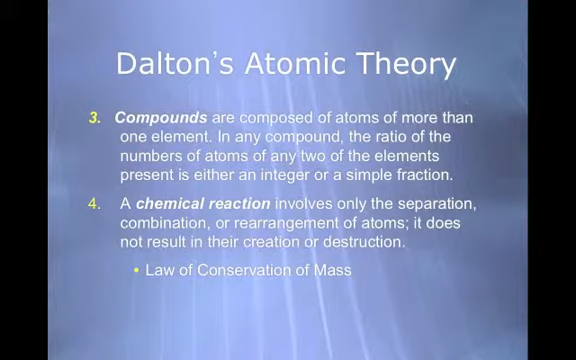 Dalton's Atomic Theory
3. Compounds are composed of atoms of more than
one element. In any compound, the ratio of the
numbers of atoms of any two of the elements
present is either an integer or a simple fraction.
4. A chemical reaction involves only the separation,
combination, or rearrangement of atoms; it does
not result in their creation or destruction.
• Law of Conservation of Mass